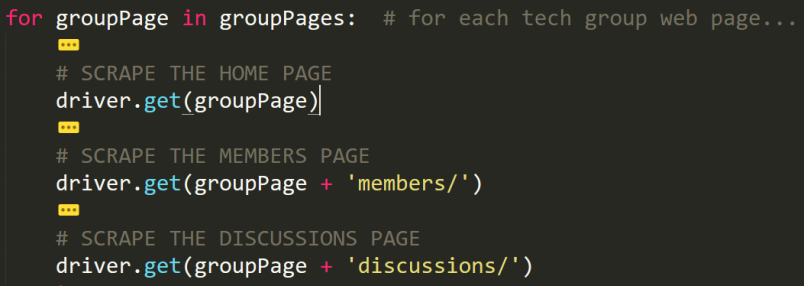 for groupPage in groupPages:  # for each tech group web page...
# SCRAPE THE HOME PAGE
driver.get(groupPage)
# SCRAPE THE MEMBERS PAGE
driver.get(groupPage + 'members/')
# SCRAPE THE DISCUSSIONS PAGE
driver.get(groupPage + 'discussions/')